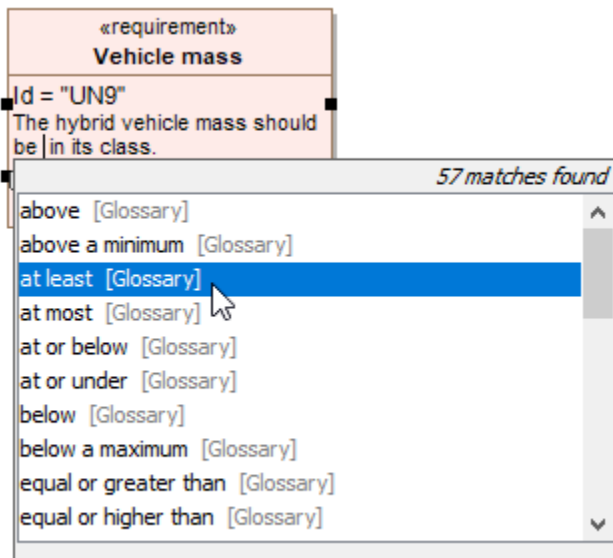 «requirement»
Vehicle mass
Id = "UN9"
The hybrid vehicle mass should
be in its class.
57 matches found
above [Glossary]
above a minimum [Glossary]
at least [Glossary]
at most [Glossary]
at or below [Glossary]
at or under [Glossary]
below [Glossary]
below a maximum [Glossary]
equal or greater than [Glossary]
equal or higher than [Glossary]